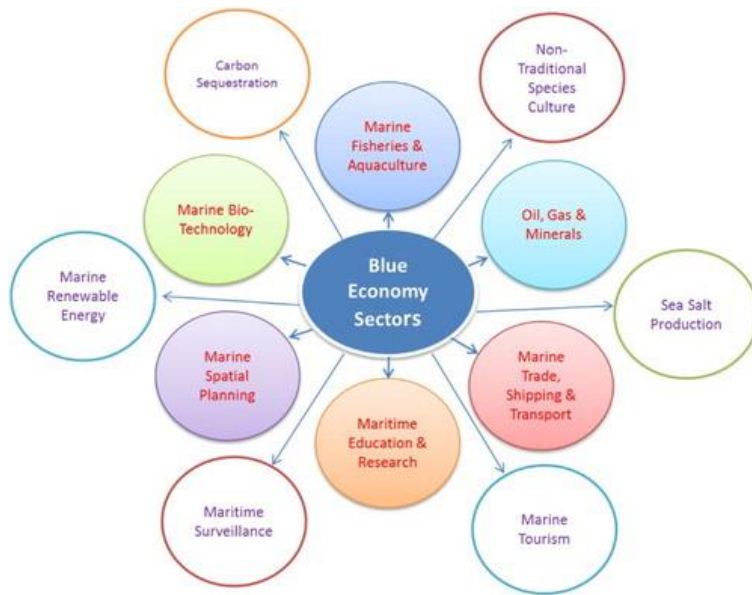 Carbon
Sequestration
Non-
Traditional
Species
Culture
Marine
Fisheries &
Aquaculture
Marine Bio-
Technology
Oil, Gas &
Minerals
Blue
Economy
Sectors
Marine
Renewable
Energy
Sea Salt
Production
Marine
Spatial
Planning
Marine
Trade,
Shipping &
Transport
Maritime
Education &
Research
Maritime
Surveillance
Marine
Tourism